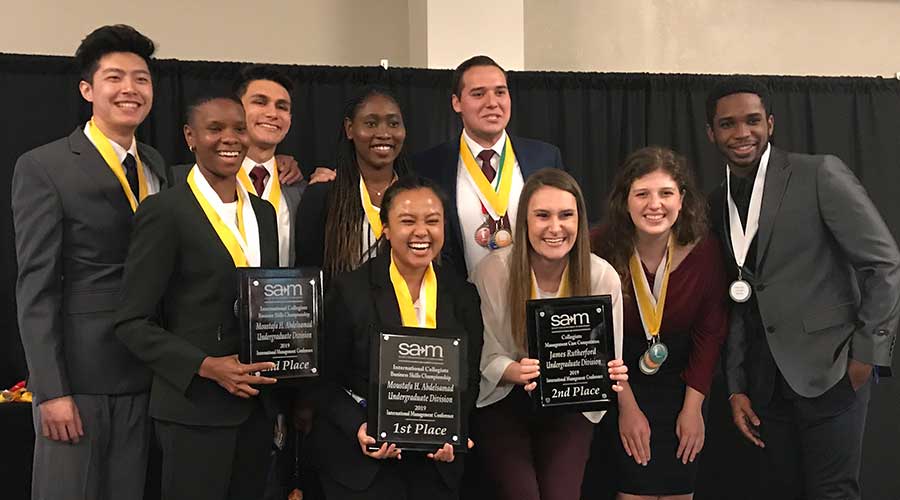 sam
International Collegiate
Business Skills Championship
Moustafa H. Abdelsamad
Undergraduate Division
2019
International Management Conference
2nd Place
sam
International Collegiate
Business Skills Championship
Moustafa H. Abdelsamad
Undergraduate Division
2019
International Management Conference
1st Place
sam
Collegiate
Management Case Competition
James Rutherford
Undergraduate Division
2019
International Management Conference
2nd Place